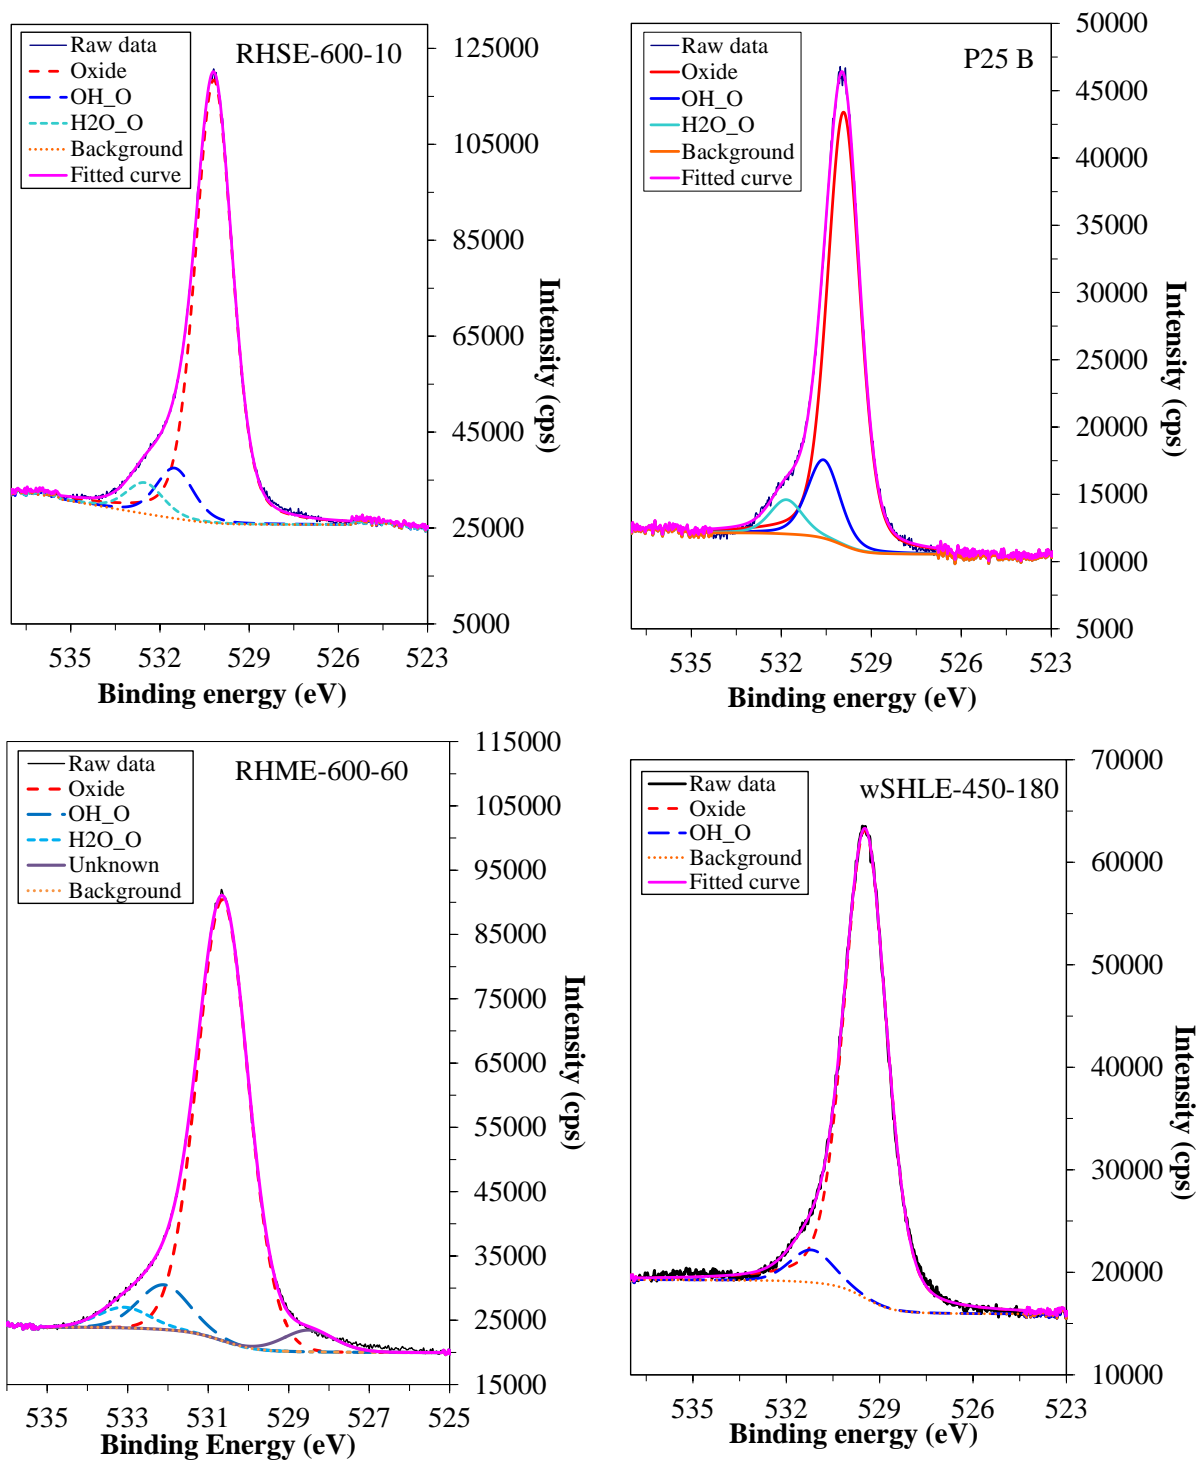 Raw data
Oxide
OH_O
H2O_O
Background
Fitted curve
RHSE-600-10
125000
105000
85000
65000
45000
25000
5000
Intensity (cps)
535
532
529
526
523
Binding energy (eV)
Raw data
Oxide
OH_O
H2O_O
Background
Fitted curve
P25 B
50000
45000
40000
35000
30000
25000
20000
15000
10000
5000
Intensity (cps)
535
532
529
526
523
Binding energy (eV)
Raw data
Oxide
OH_O
H2O_O
Unknown
Background
RHME-600-60
115000
105000
95000
85000
75000
65000
55000
45000
35000
25000
15000
Intensity (cps)
535
533
531
529
527
525
Binding Energy (eV)
Raw data
Oxide
OH_O
Background
Fitted curve
wSHLE-450-180
70000
60000
50000
40000
30000
20000
10000
Intensity (cps)
535
532
529
526
523
Binding energy (eV)